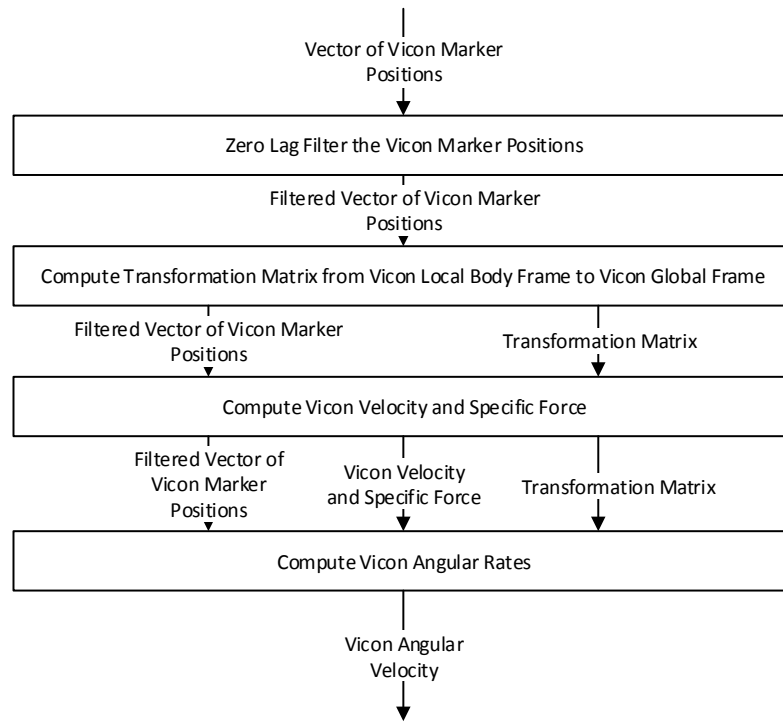 Vector of Vicon Marker
Positions
Zero Lag Filter the Vicon Marker Positions
Filtered Vector of Vicon Marker
Positions
Compute Transformation Matrix from Vicon Local Body Frame to Vicon Global Frame
Filtered Vector of Vicon Marker
Positions
Transformation Matrix
Compute Vicon Velocity and Specific Force
Filtered Vector of
Vicon Marker
Positions
Vicon Velocity
and Specific Force
Transformation Matrix
Compute Vicon Angular Rates
Vicon Angular
Velocity